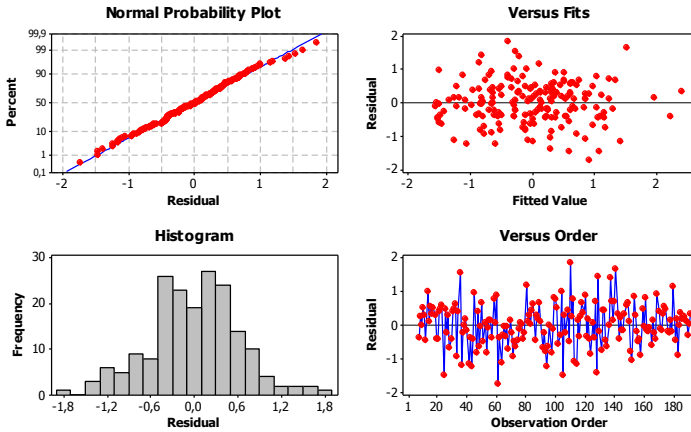 Normal Probability Plot
99,9
99
90
50
10
1
0,1
Percent
-2 -1 0 1 2
Residual
Versus Fits
2
1
0
-1
-2
Residual
-2 -1 0 1 2
Fitted Value
Histogram
30
20
10
0
Frequency
-1,8 -1,2 -0,6 0,0 0,6 1,2 1,8
Residual
Versus Order
2
1
0
-1
-2
Residual
1 20 40 60 80 100 120 140 160 180
Observation Order